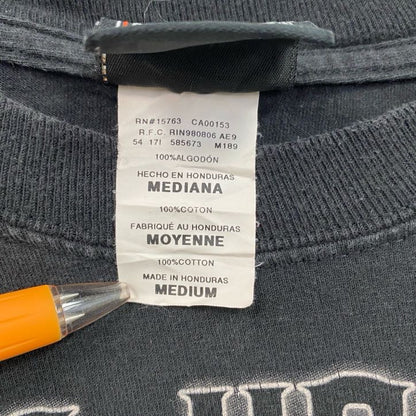 RN#15763 CA00153
R.F.C. RIN980806 AE9
54 17I 585673 M189
100%ALGODÓN
HECHO EN HONDURAS
MEDIANA
100%COTON
FABRIQUÉ AU HONDURAS
MOYENNE
100%COTTON
MADE IN HONDURAS
MEDIUM